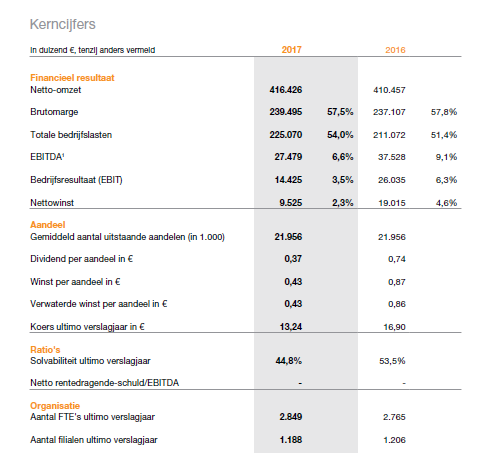 Kerncijfers
In duizend €, tenzij anders vermeld 2017 2016
Financieel resultaat
Netto-omzet 416.426 410.457
Brutomarge 239.495 57,5% 237.107 57,8%
Totale bedrijfslasten 225.070 54,0% 211.072 51,4%
EBITDA¹ 27.479 6,6% 37.528 9,1%
Bedrijfsresultaat (EBIT) 14.425 3,5% 26.035 6,3%
Nettowinst 9.525 2,3% 19.015 4,6%
Aandeel
Gemiddeld aantal uitstaande aandelen (in 1.000) 21.956 21.956
Dividend per aandeel in € 0,37 0,74
Winst per aandeel in € 0,43 0,87
Verwaterde winst per aandeel in € 0,43 0,86
Koers ultimo verslagjaar in € 13,24 16,90
Ratio's
Solvabiliteit ultimo verslagjaar 44,8% 53,5%
Netto rentedragende-schuld/EBITDA - -
Organisatie
Aantal FTE's ultimo verslagjaar 2.849 2.765
Aantal filialen ultimo verslagjaar 1.188 1.206